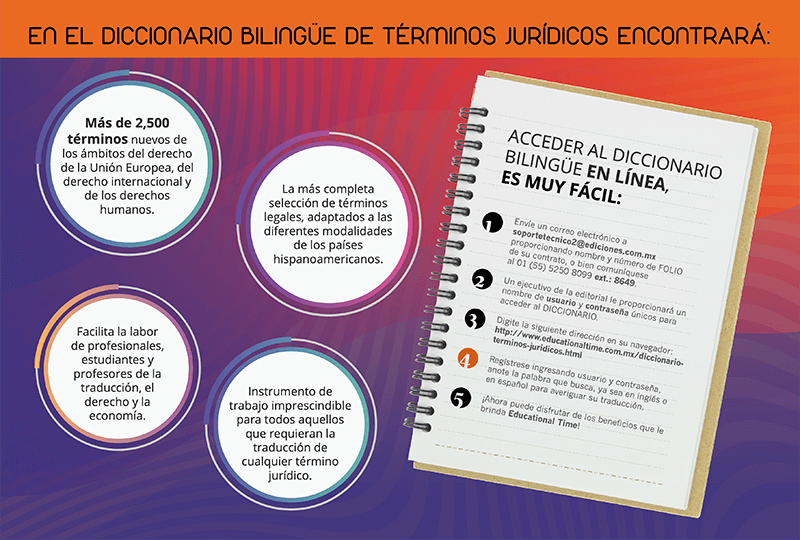 EN EL DICCIONARIO BILINGÜE DE TÉRMINOS JURÍDICOS ENCONTRARÁ:
Más de 2,500
términos nuevos de
los ámbitos del derecho
de la Unión Europea, del
derecho internacional y
de los derechos
humanos.
La más completa
selección de términos
legales, adaptados a las
diferentes modalidades
de los países
hispanoamericanos.
Facilita la labor
de profesionales,
estudiantes y
profesores de la
traducción, el
derecho y la
economía.
Instrumento de
trabajo imprescindible
para todos aquellos
que requieran la
traducción de
cualquier término
jurídico.
ACCEDER AL DICCIONARIO
BILINGÜE EN LÍNEA,
ES MUY FÁCIL:
1 Envíe un correo electrónico a
soportetecnico2@ediciones.com.mx
proporcionando nombre y número de FOLIO
de su contrato, o bien comuníquese
al 01 (55) 5250 8099 ext.: 8649.
2 Un ejecutivo de la editorial le proporcionará un
nombre de usuario y contraseña únicos para
acceder al DICCIONARIO.
3 Digite la siguiente dirección en su navegador:
http://www.educationaltime.com.mx/diccionario-
terminos-juridicos.html
4 Regístrese ingresando usuario y contraseña,
anote la palabra que busca, ya sea en inglés o
en español para averiguar su traducción.
5 ¡Ahora puede disfrutar de los beneficios que le
brinda Educational Time!